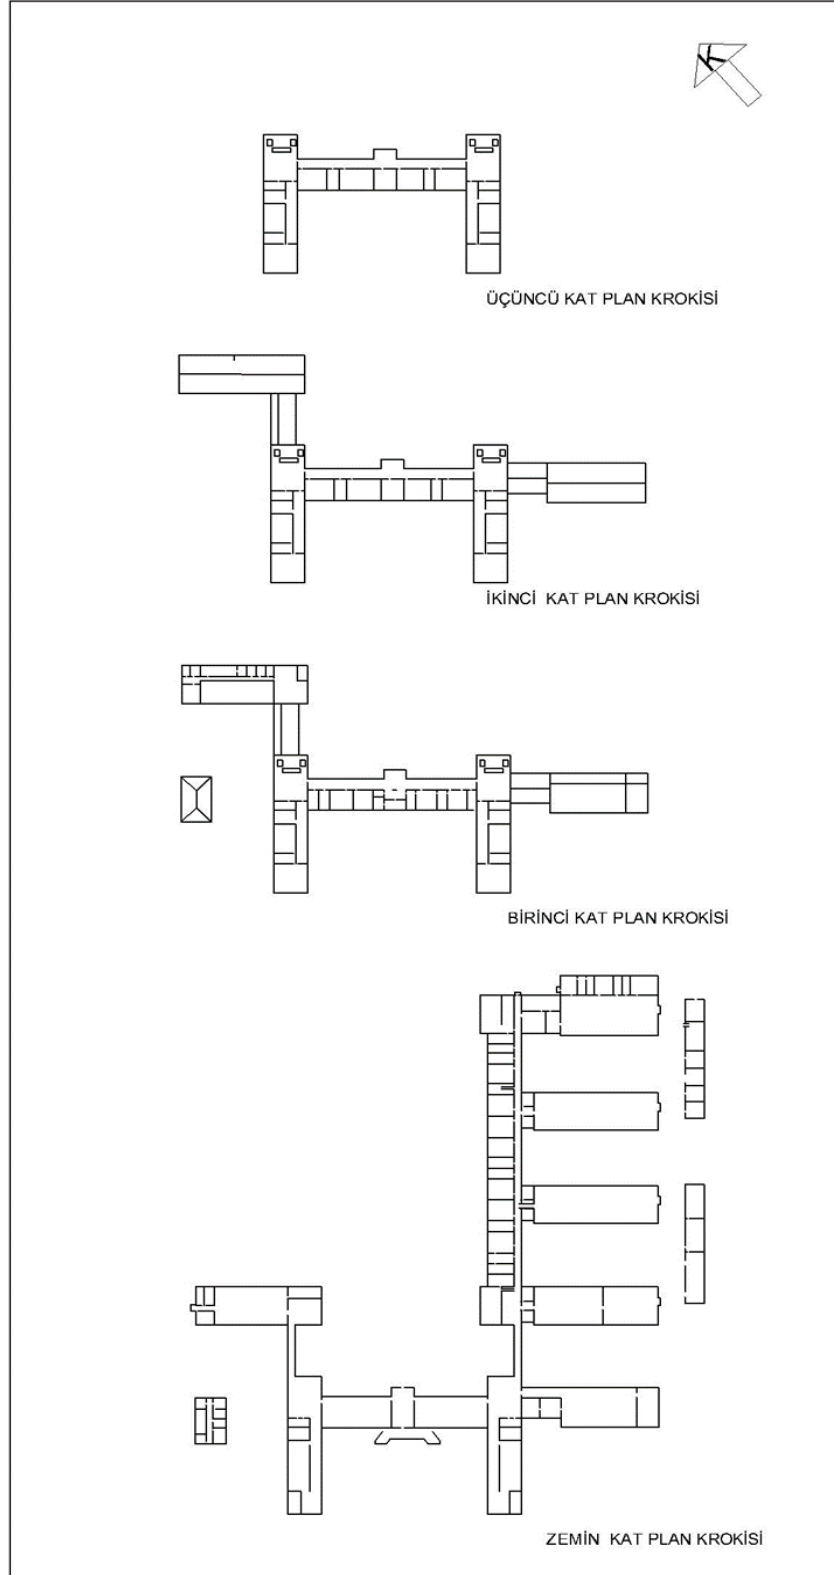 K
ÜÇÜNCÜ KAT PLAN KROKİSİ
İKİNCİ KAT PLAN KROKİSİ
BİRİNCİ KAT PLAN KROKİSİ
ZEMİN KAT PLAN KROKİSİ